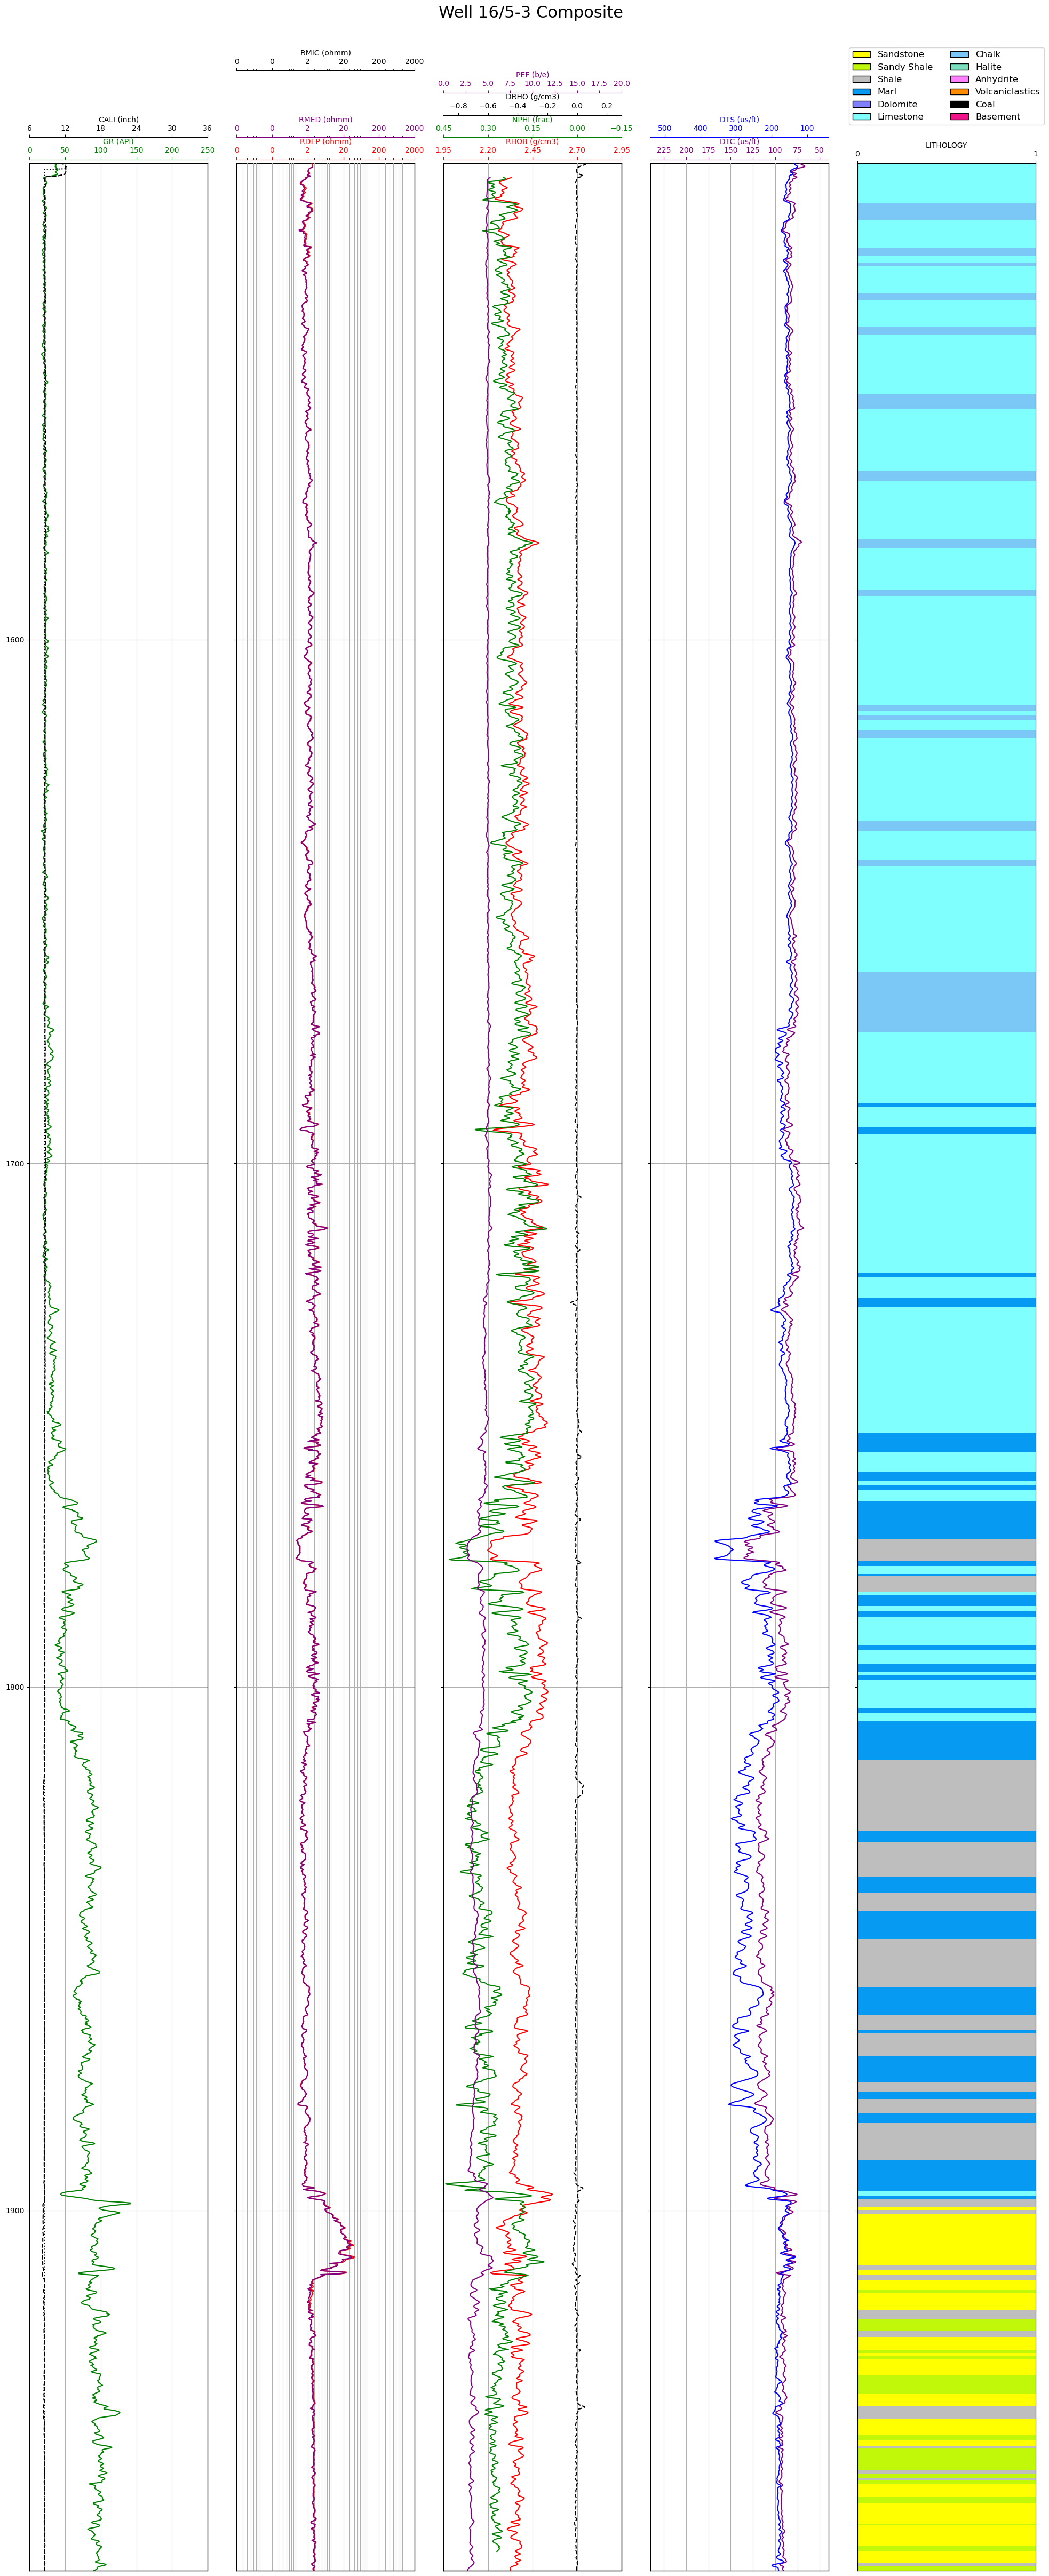 Well 16/5-3 Composite
Sandstone Chalk
Sandy Shale Halite
Shale Anhydrite
Marl Volcaniclastics
Dolomite Coal
Limestone Basement
RMIC (ohmm)
0 0 2 20 200 2000
PEF (b/e)
0.0 2.5 5.0 7.5 10.0 12.5 15.0 17.5 20.0
DRHO (g/cm3)
−0.8 −0.6 −0.4 −0.2 0.0 0.2
CALI (inch) RMED (ohmm) NPHI (frac) DTS (us/ft)
6 12 18 24 30 36 0 0 2 20 200 2000 0.45 0.30 0.15 0.00 −0.15 500 400 300 200 100
GR (API) RDEP (ohmm) RHOB (g/cm3) DTC (us/ft) LITHOLOGY
0 50 100 150 200 250 0 0 2 20 200 2000 1.95 2.20 2.45 2.70 2.95 225 200 175 150 125 100 75 50 0 1
1600
1700
1800
1900